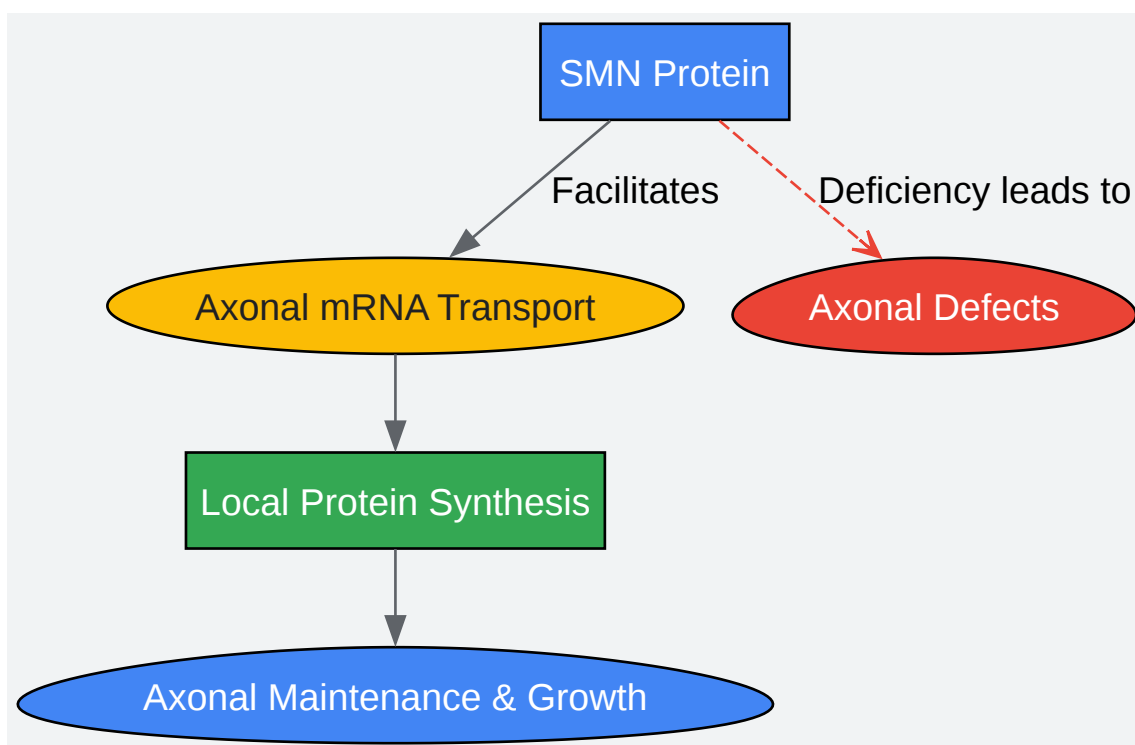 SMN Protein
Facilitates
Deficiency leads to
Axonal mRNA Transport
Axonal Defects
Local Protein Synthesis
Axonal Maintenance & Growth